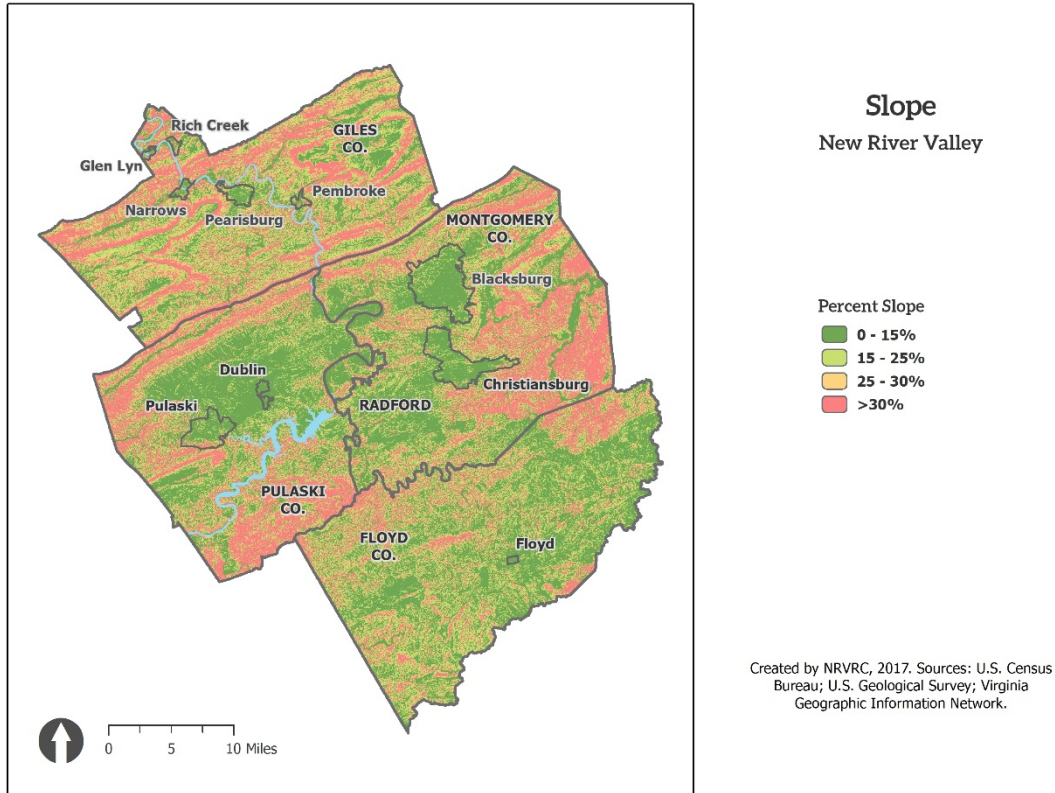 Slope
New River Valley
Rich Creek
GILES
CO.
Glen Lyn
Pembroke
Narrows
Pearisburg
MONTGOMERY
CO.
Blacksburg
Dublin
Christiansburg
Pulaski
RADFORD
PULASKI
CO.
FLOYD
CO.
Floyd
Percent Slope
0 - 15%
15 - 25%
25 - 30%
>30%
0 5 10 Miles
Created by NRVRC, 2017. Sources: U.S. Census
Bureau; U.S. Geological Survey; Virginia
Geographic Information Network.